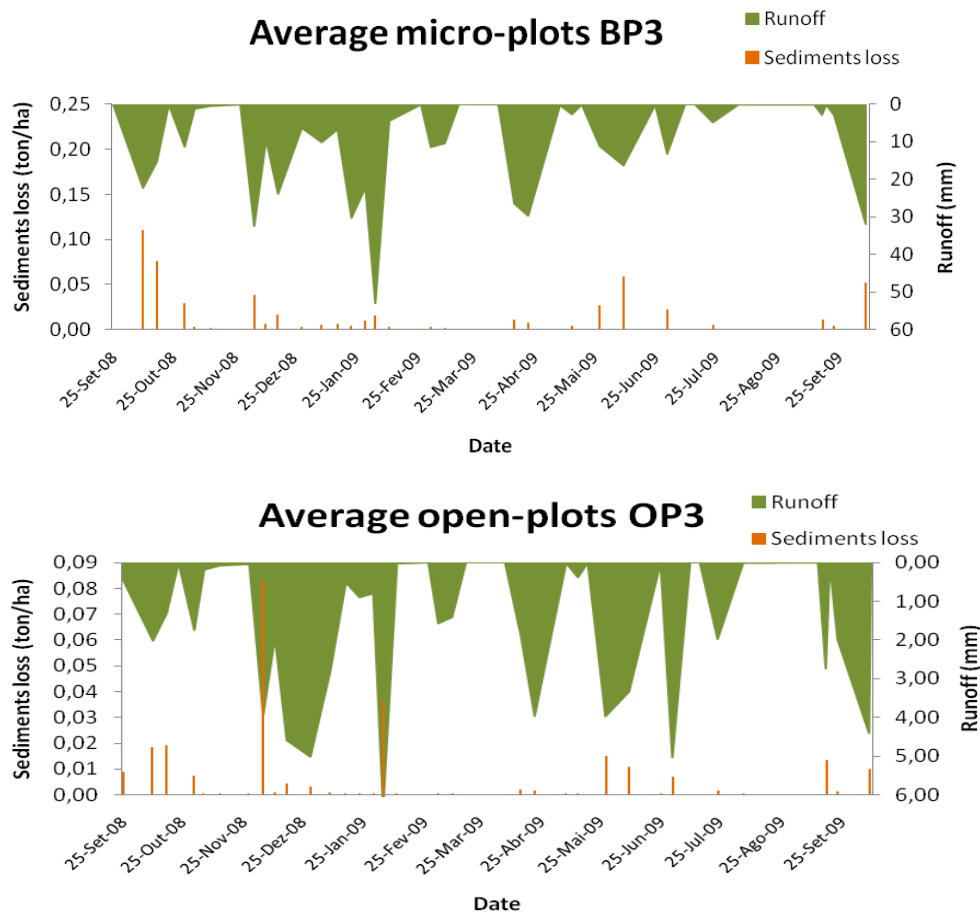 Average micro-plots BP3
Runoff
Sediments loss
Sediments loss (ton/ha)
0,25
0,20
0,15
0,10
0,05
0,00
0
10
20
30
40
50
60
Runoff (mm)
25-Set-08
25-Out-08
25-Nov-08
25-Dez-08
25-Jan-09
25-Fev-09
25-Mar-09
25-Abr-09
25-Mai-09
25-Jun-09
25-Jul-09
25-Ago-09
25-Set-09
Date
Average open-plots OP3
Runoff
Sediments loss
Sediments loss (ton/ha)
0,09
0,08
0,07
0,06
0,05
0,04
0,03
0,02
0,01
0,00
0,00
1,00
2,00
3,00
4,00
5,00
6,00
Runoff (mm)
25-Set-08
25-Out-08
25-Nov-08
25-Dez-08
25-Jan-09
25-Fev-09
25-Mar-09
25-Abr-09
25-Mai-09
25-Jun-09
25-Jul-09
25-Ago-09
25-Set-09
Date